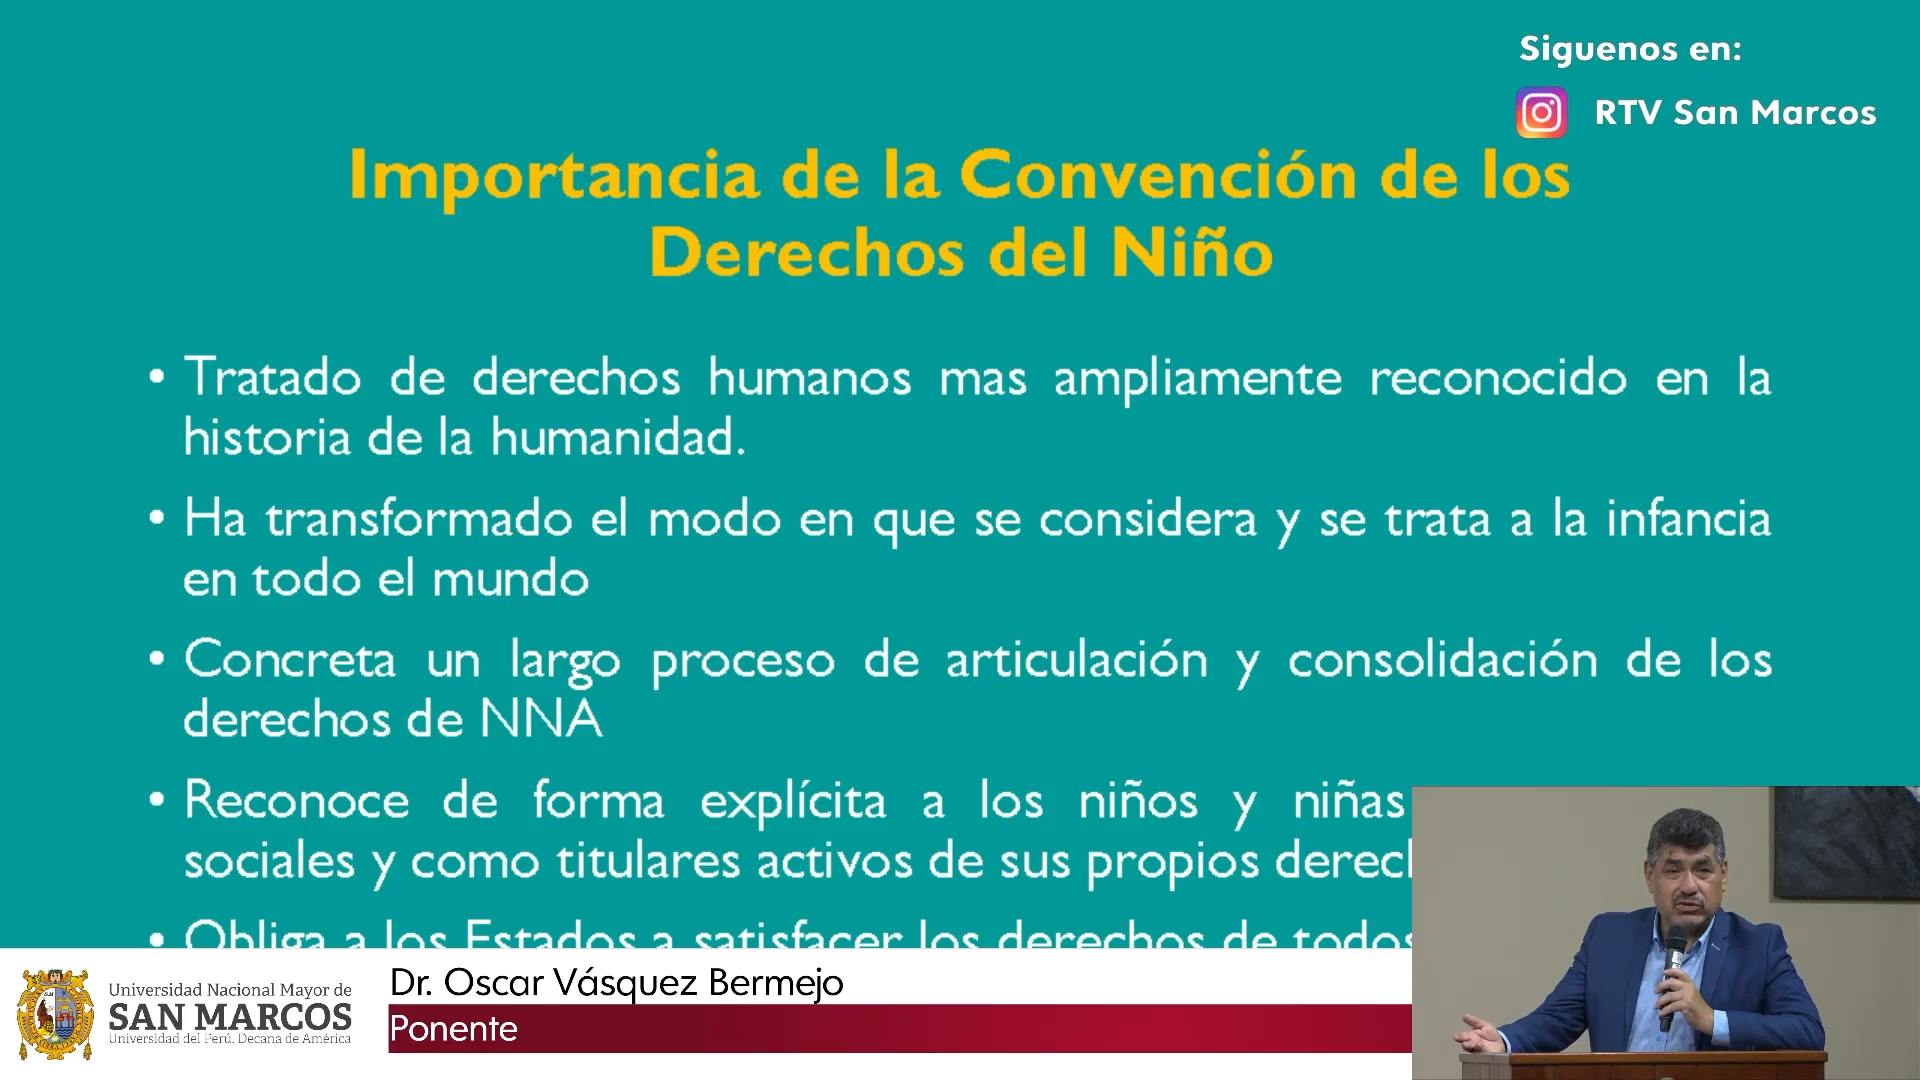 Siguenos en:
RTV San Marcos
Importancia de la Convención de los
Derechos del Niño
• Tratado de derechos humanos mas ampliamente reconocido en la
historia de la humanidad.
• Ha transformado el modo en que se considera y se trata a la infancia
en todo el mundo
• Concreta un largo proceso de articulación y consolidación de los
derechos de NNA
• Reconoce de forma explícita a los niños y niñas
sociales y como titulares activos de sus propios
• Obliga a los Estados a satisfacer los derechos de todos
Universidad Nacional Mayor de
SAN MARCOS
Universidad del Perú. Decana de América
Dr. Oscar Vásquez Bermejo
Ponente